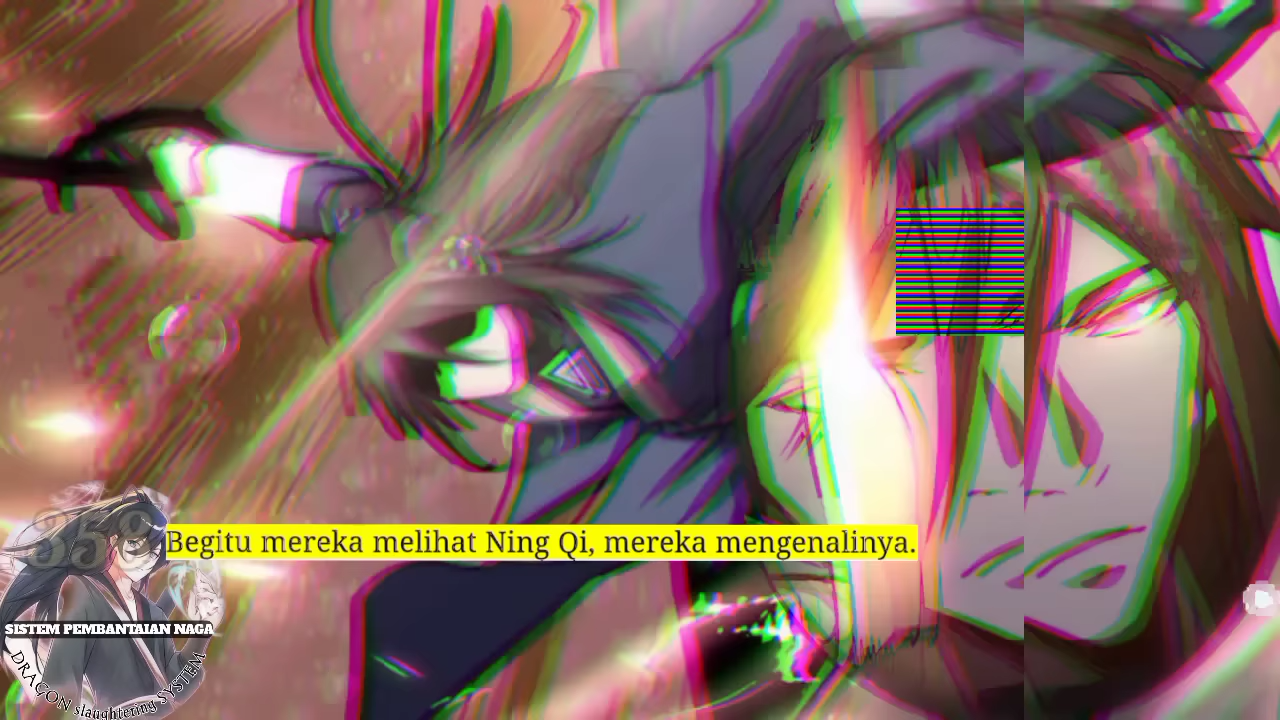 Begitu mereka melihat Ning Qi, mereka mengenalinya.
SISTEM PEMBANTAIAN NAGA
DRAGON slaughtering SYSTEM